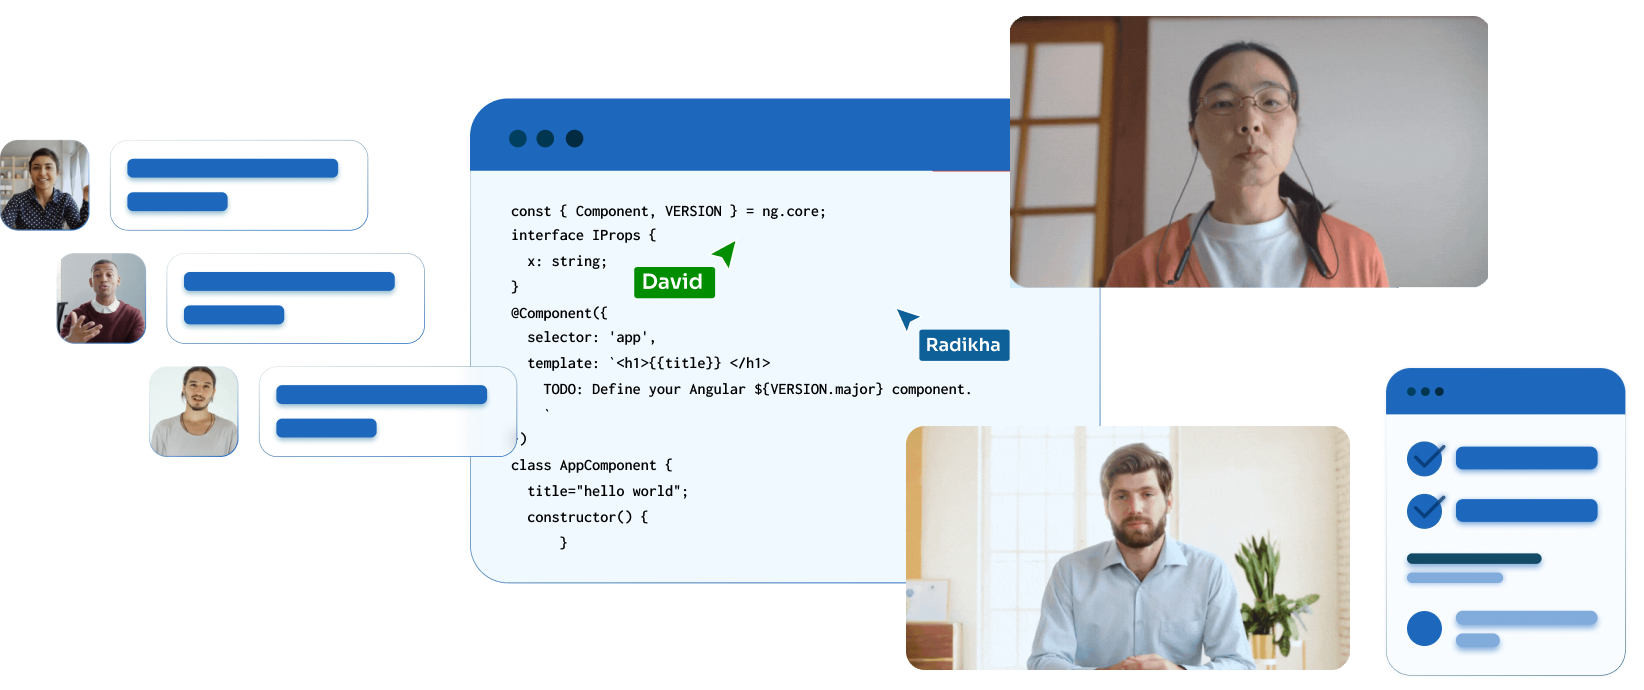 const { Component, VERSION } = ng.core;
interface IProps {
x: string;
}
David
@Component({
selector: 'app',
Radikha
template: `<h1>{{title}} </h1>
TODO: Define your Angular ${VERSION.major} component.
`
)
class AppComponent {
title="hello world";
constructor() {
}